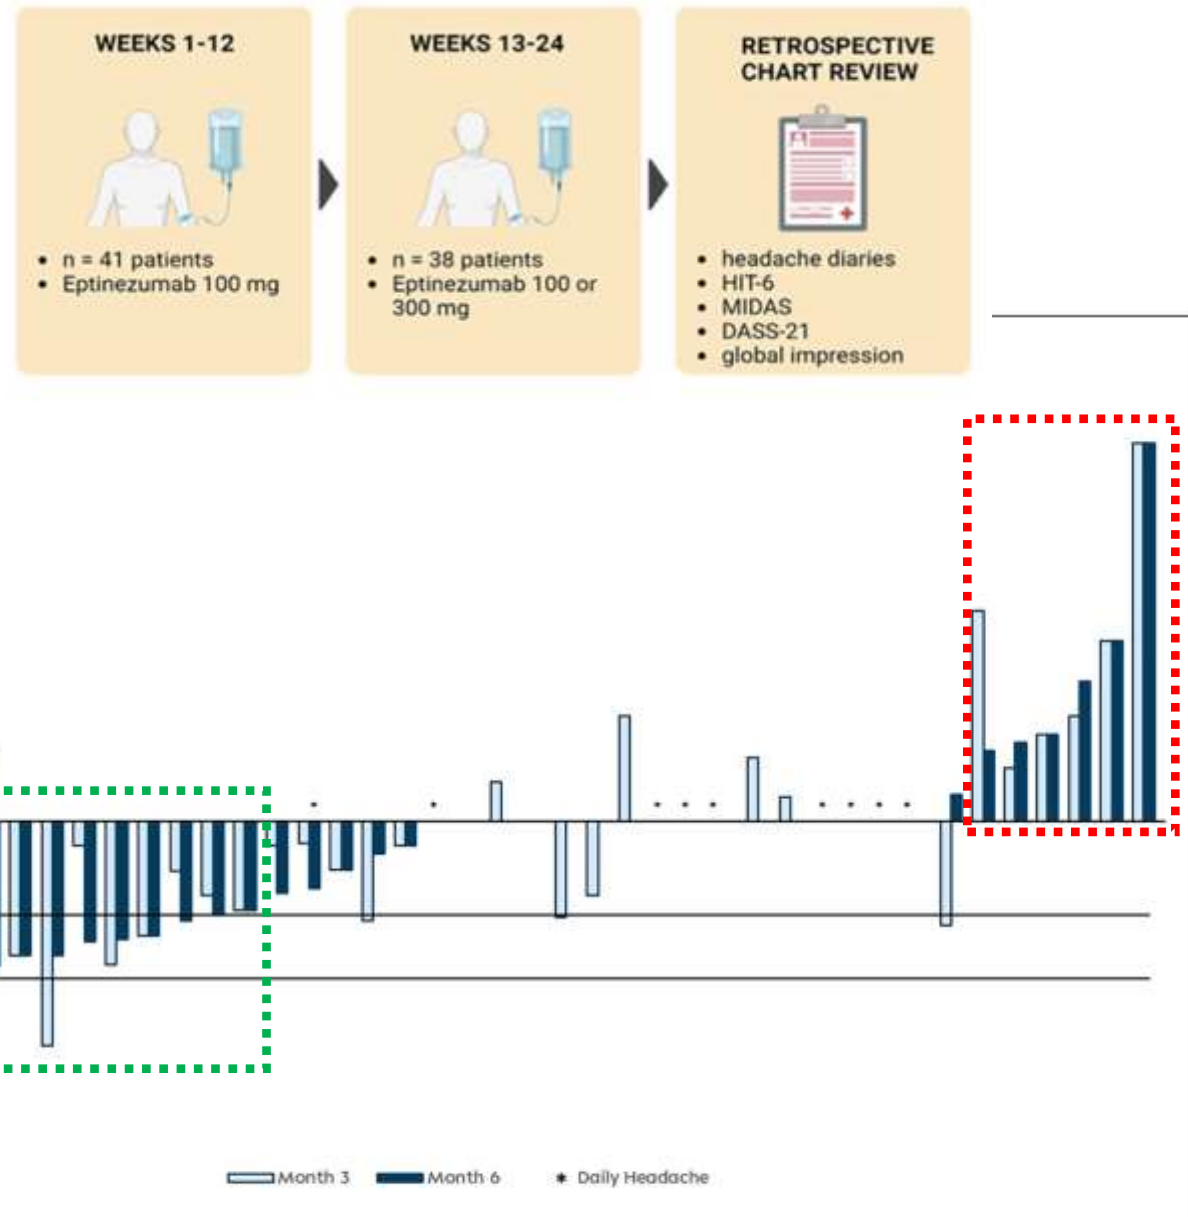 WEEKS 1-12
• n = 41 patients
• Eptinezumab 100 mg
WEEKS 13-24
• n = 38 patients
• Eptinezumab 100 or
300 mg
RETROSPECTIVE
CHART REVIEW
• headache diaries
• HIT-6
• MIDAS
• DASS-21
• global impression
Month 3
Month 6
* Daily Headache